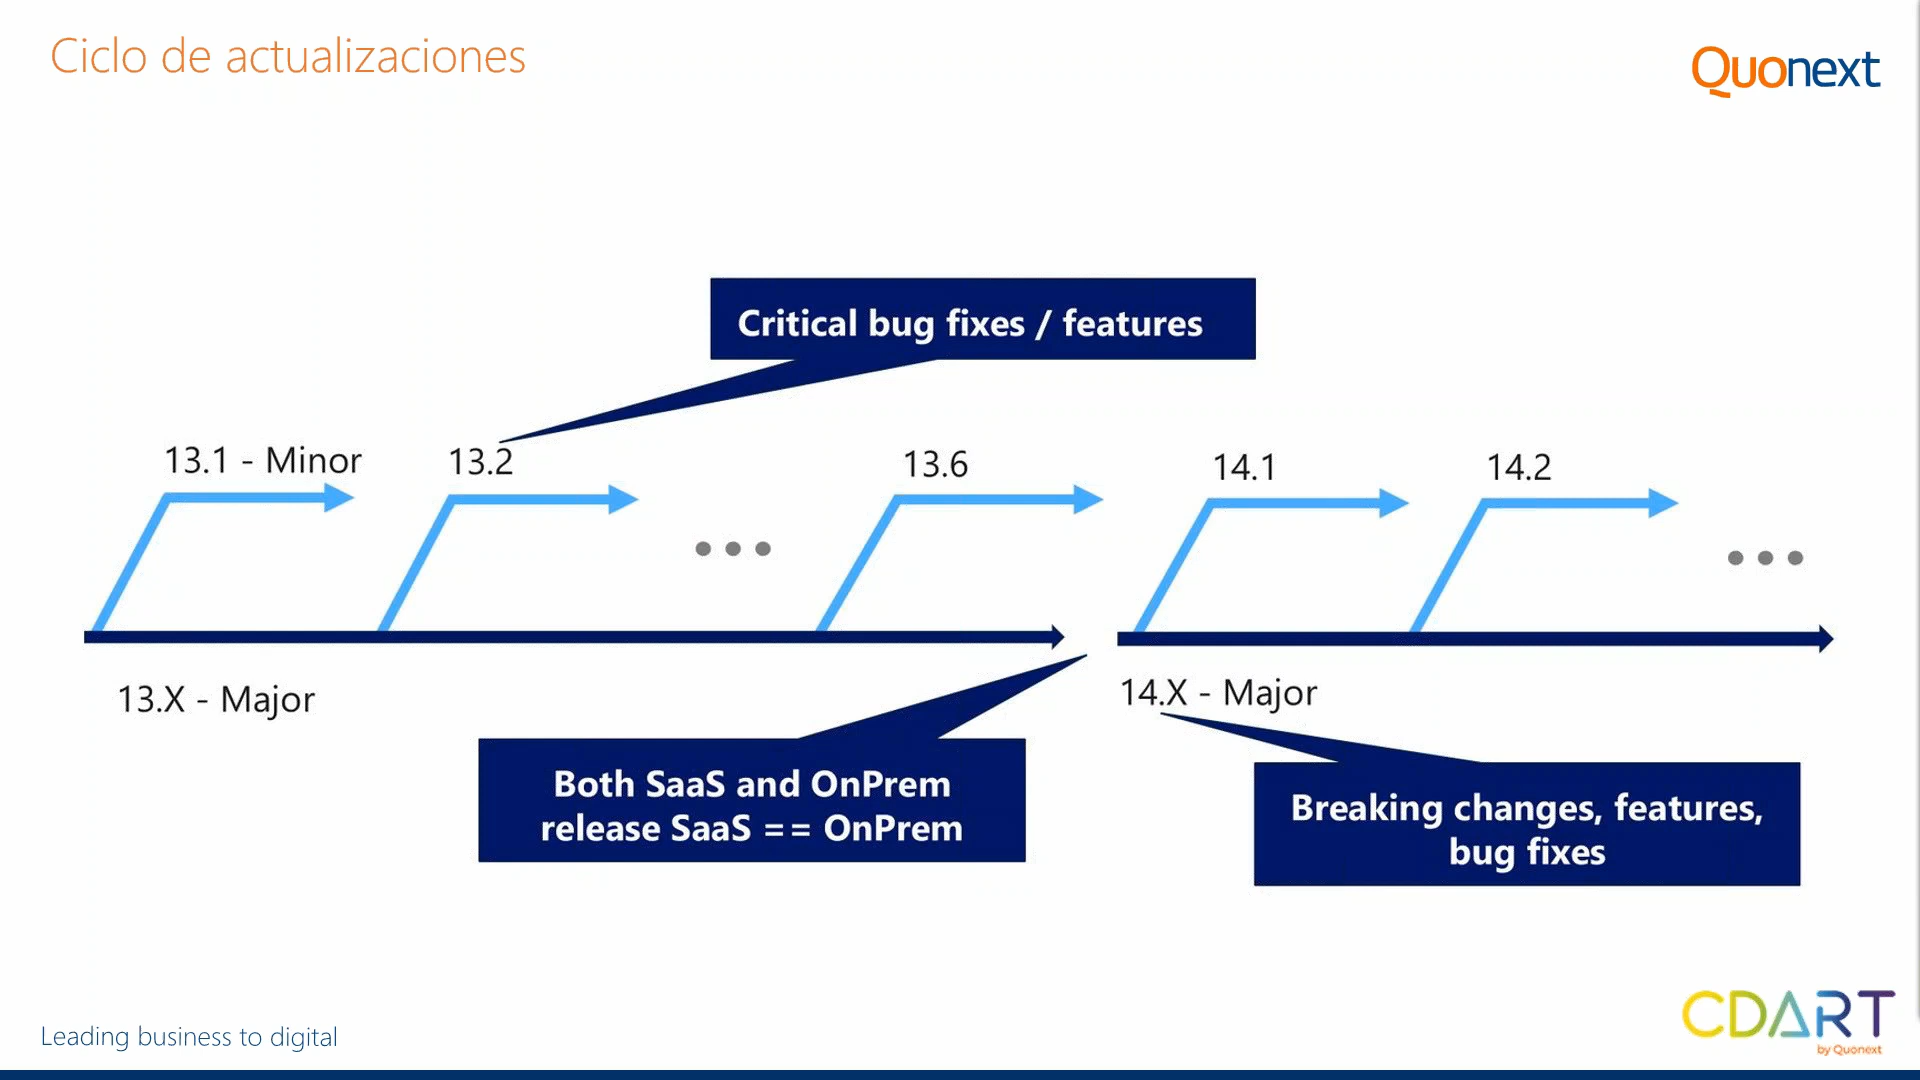 Ciclo de actualizaciones
Quonext
Critical bug fixes / features
13.1 - Minor
13.2
13.6
14.1
14.2
13.X - Major
14.X - Major
Both SaaS and OnPrem
release SaaS == OnPrem
Breaking changes, features,
bug fixes
CDART
by Quonext
Leading business to digital